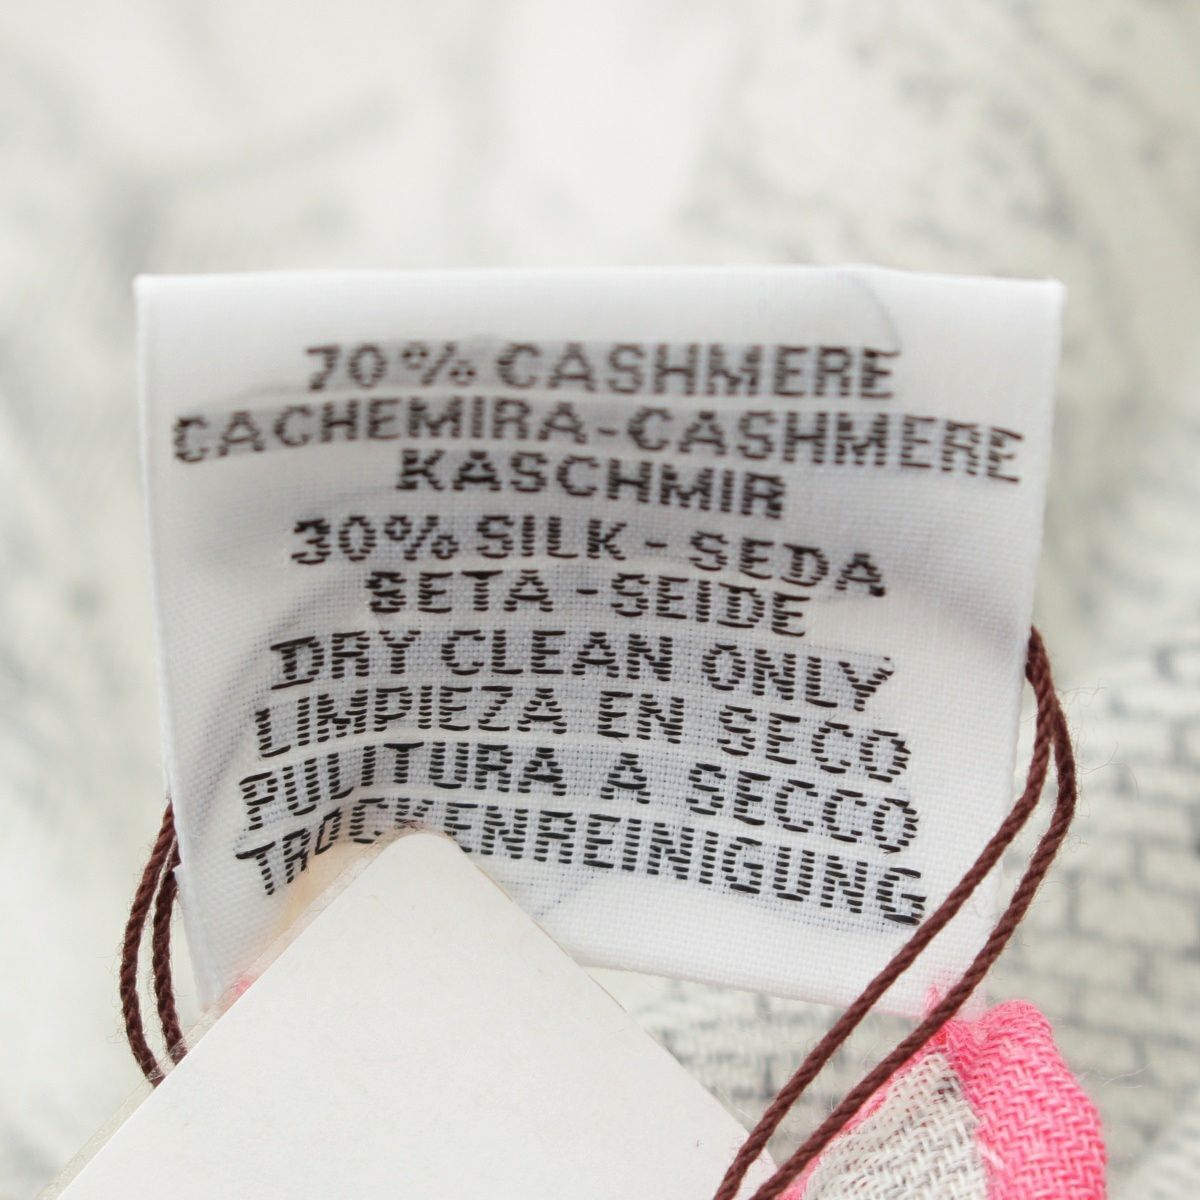 70% CASHMERE
CACHEMIRA-CASHMERE
KASCHMIR
30% SILK - SEDA
SETA - SEIDE
DRY CLEAN ONLY
LIMPIEZA EN SECO
PULITURA A SECCO
TROCKENREINIGUNG